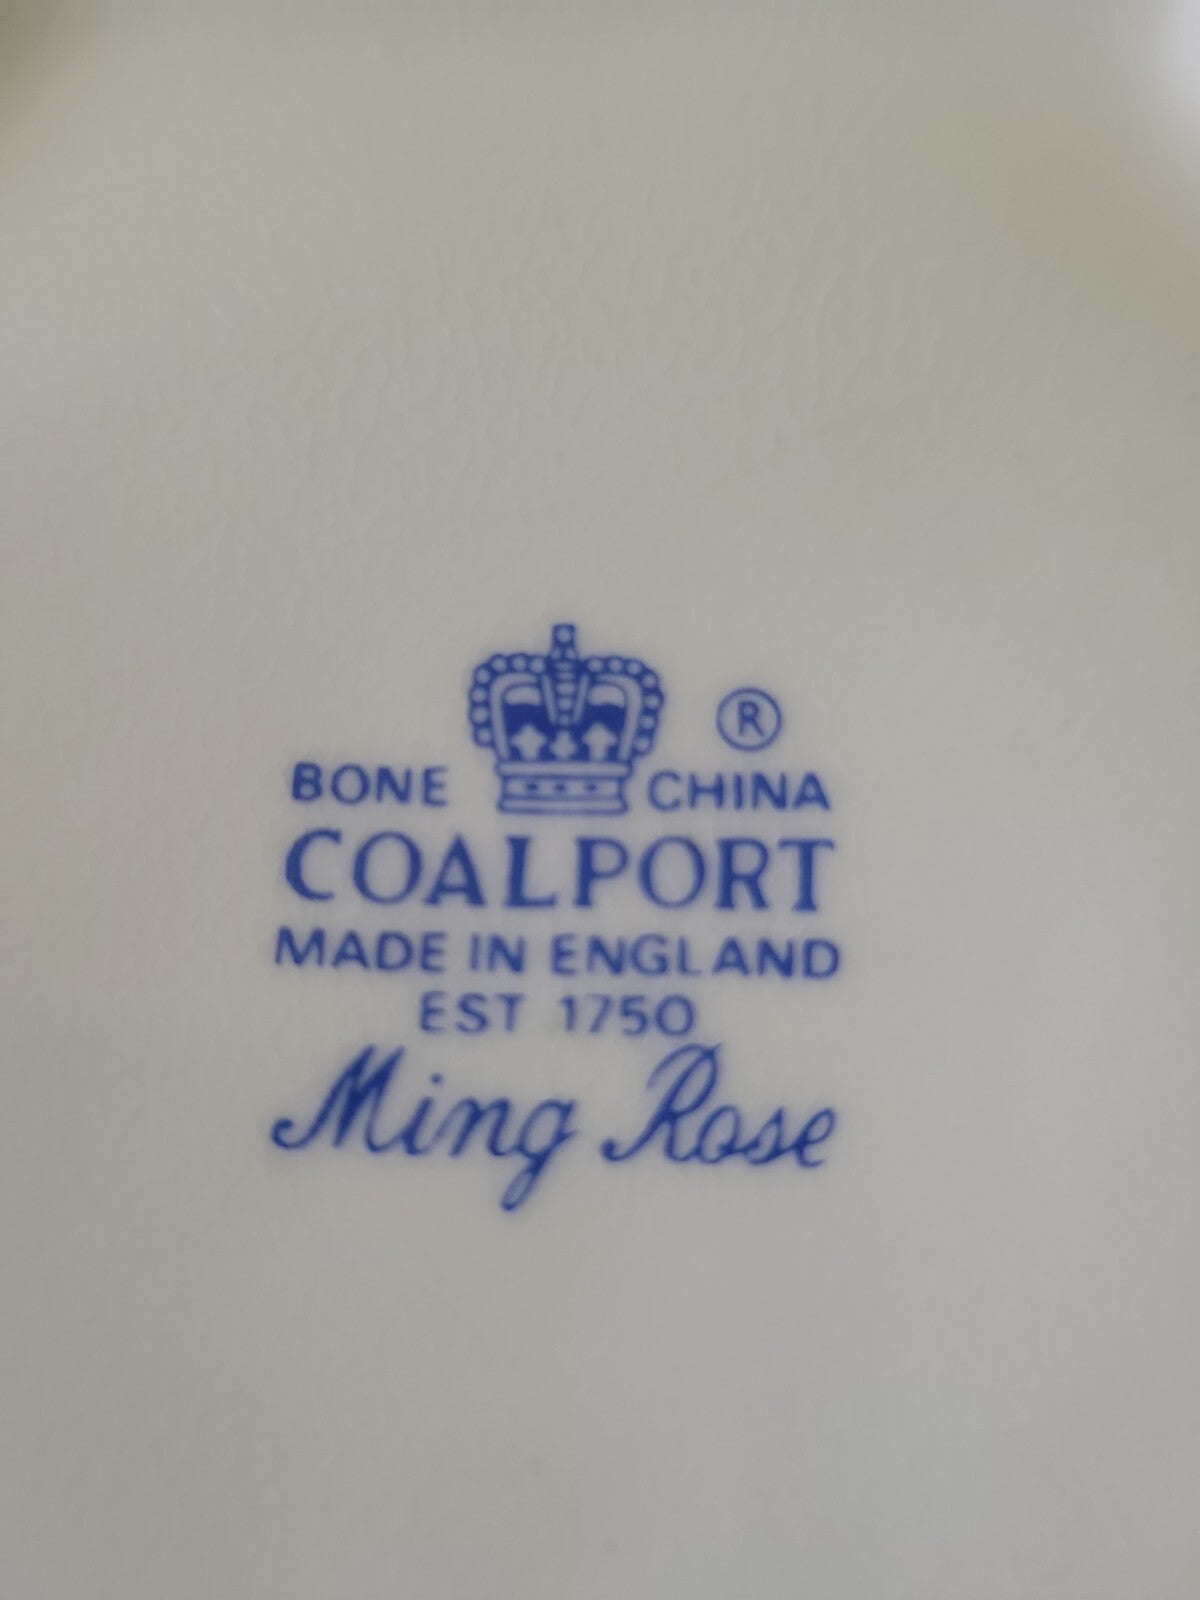 ®
BONE CHINA
COALPORT
MADE IN ENGLAND
EST 1750
Ming Rose